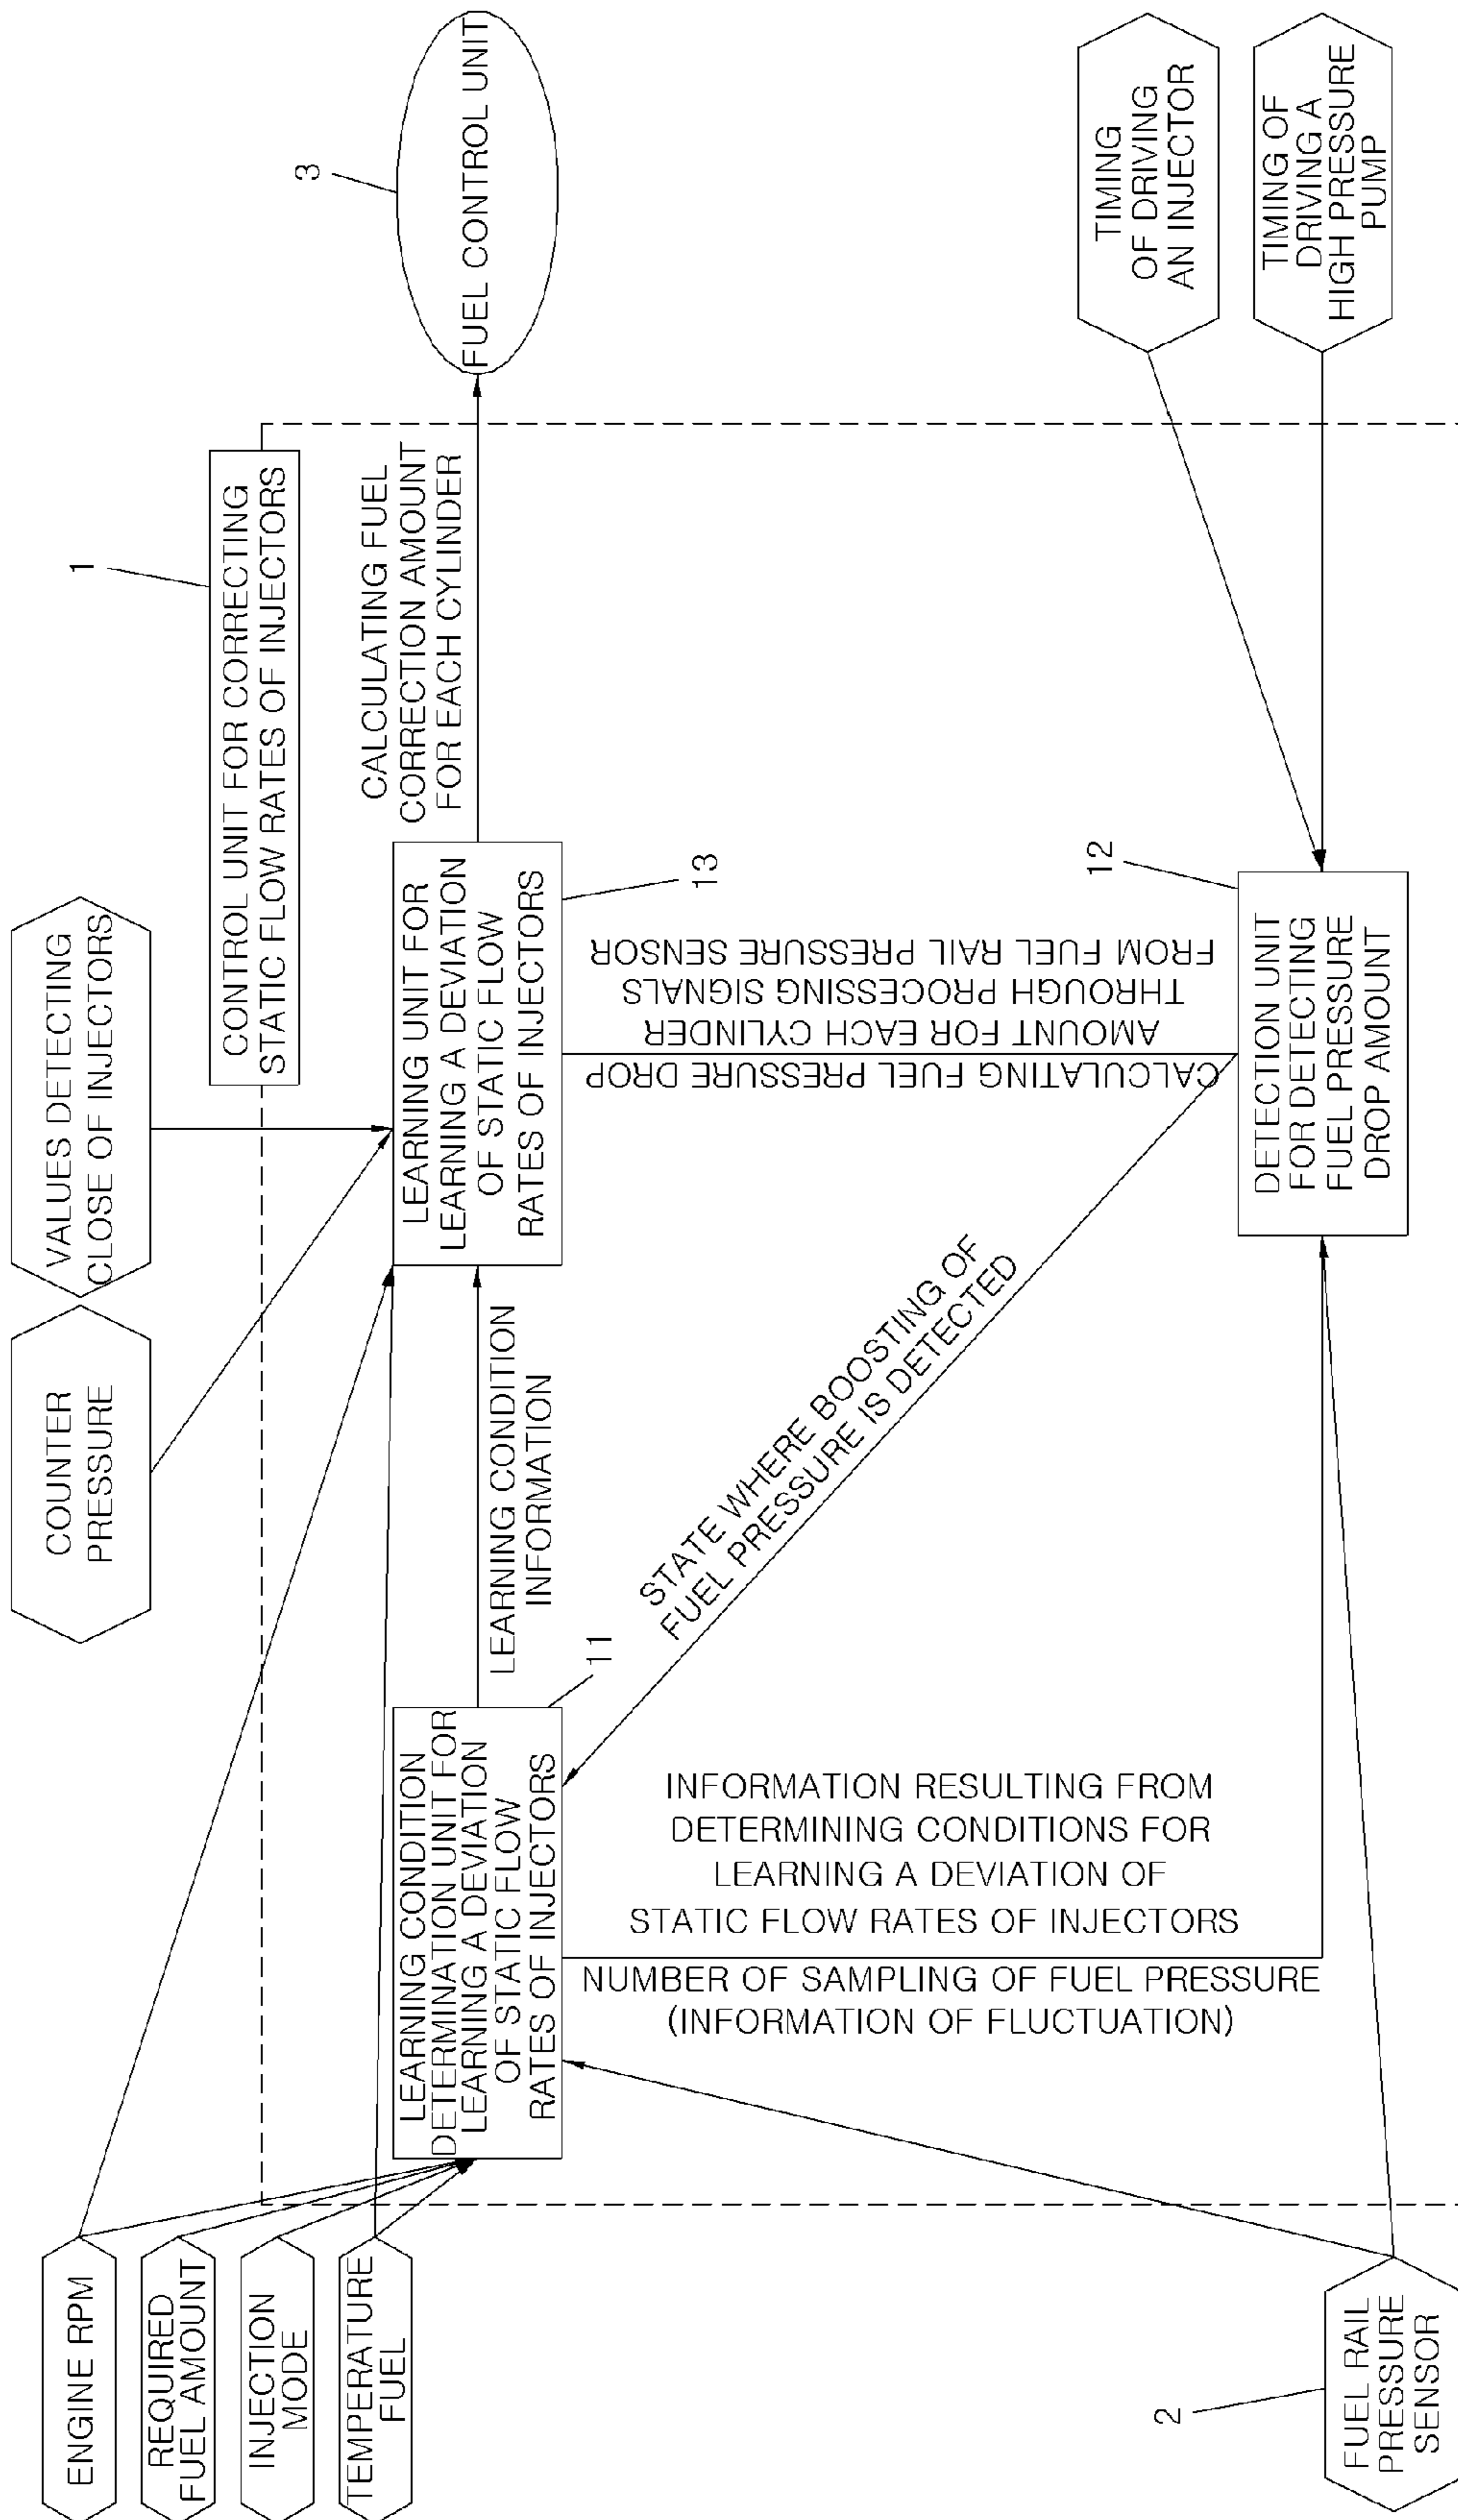 ENGINE RPM
REQUIRED
FUEL AMOUNT
INJECTION
MODE
TEMPERATURE
FUEL
COUNTER
PRESSURE
VALUES DETECTING
CLOSE OF INJECTORS
1
CONTROL UNIT FOR CORRECTING
STATIC FLOW RATES OF INJECTORS
LEARNING CONDITION
DETERMINATION UNIT FOR
LEARNING A DEVIATION
OF STATIC FLOW
RATES OF INJECTORS
11
LEARNING CONDITION
INFORMATION
LEARNING UNIT FOR
LEARNING A DEVIATION
OF STATIC FLOW
RATES OF INJECTORS
13
CALCULATING FUEL
CORRECTION AMOUNT
FOR EACH CYLINDER
3
FUEL CONTROL UNIT
INFORMATION RESULTING FROM
DETERMINING CONDITIONS FOR
LEARNING A DEVIATION OF
STATIC FLOW RATES OF INJECTORS
NUMBER OF SAMPLING OF FUEL PRESSURE
(INFORMATION OF FLUCTUATION)
STATE WHERE BOOSTING OF
FUEL PRESSURE IS DETECTED
CALCULATING FUEL PRESSURE DROP
AMOUNT FOR EACH CYLINDER
THROUGH PROCESSING SIGNALS
FROM FUEL RAIL PRESSURE SENSOR
2
FUEL RAIL
PRESSURE
SENSOR
12
DETECTION UNIT
FOR DETECTING
FUEL PRESSURE
DROP AMOUNT
TIMING
OF DRIVING
AN INJECTOR
TIMING OF
DRIVING A
HIGH PRESSURE
PUMP